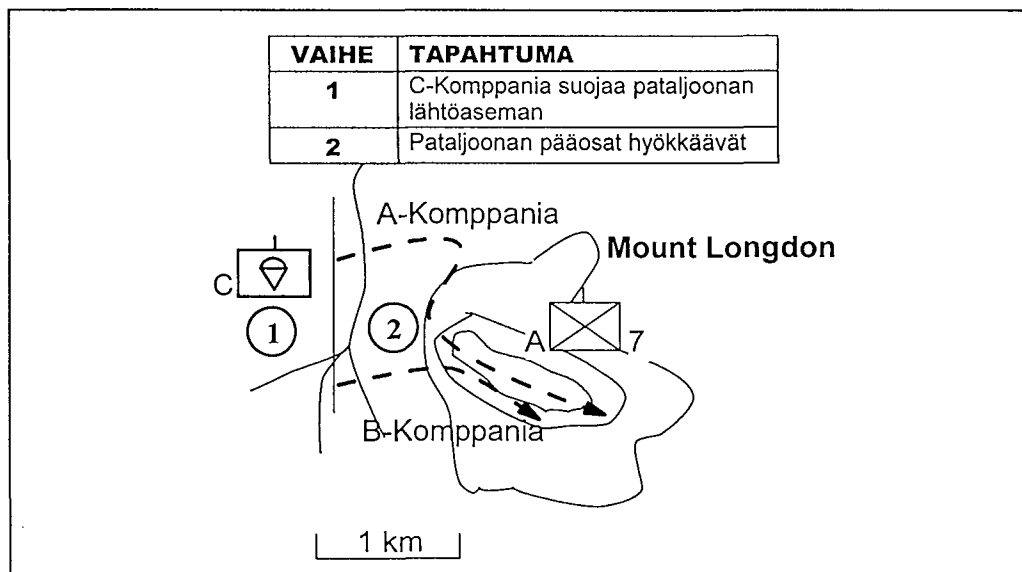 VAIHE TAPAHTUMA
1 C-Komppania suojaa pataljoonan
lähtöaseman
2 Pataljoonan pääosat hyökkäävät
A-Komppania
Mount Longdon
C
1
2
A 7
B-Komppania
1 km